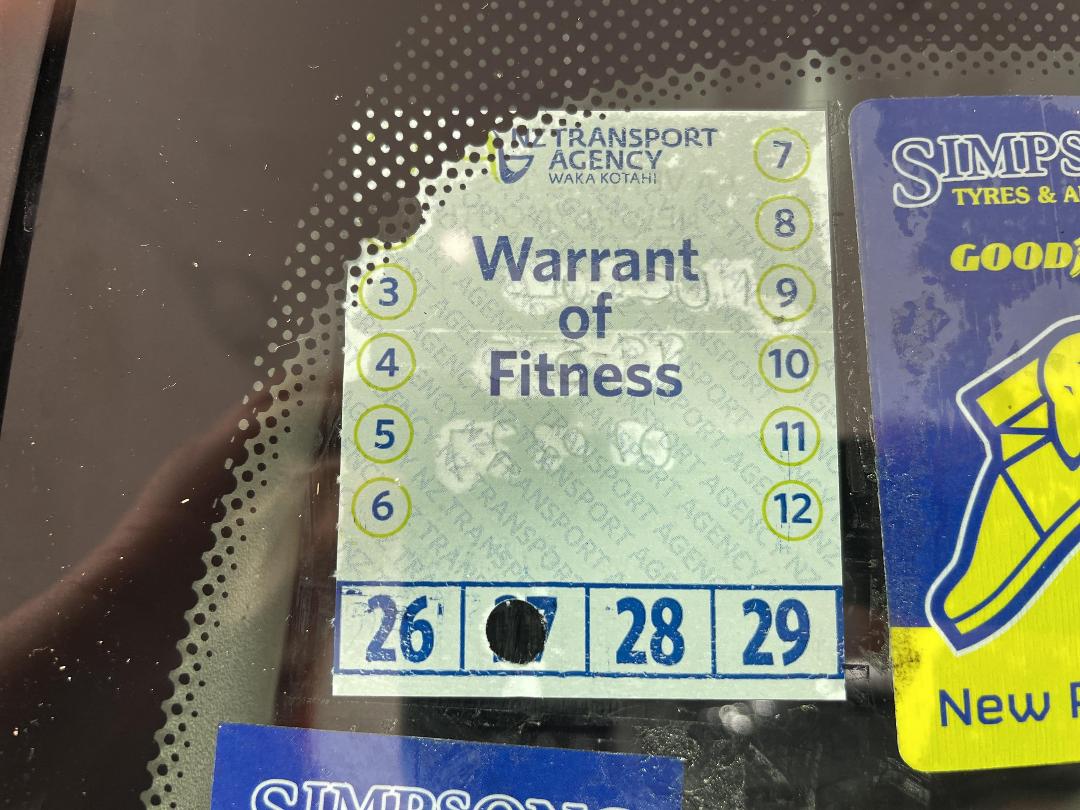 NZ TRANSPORT
AGENCY
WAKA KOTAHI
Warrant
of
Fitness
3
4
5
6
7
8
9
10
11
12
26 7 28 29
SIMPS
TYRES & A
GOOD
New
SIMPSONS